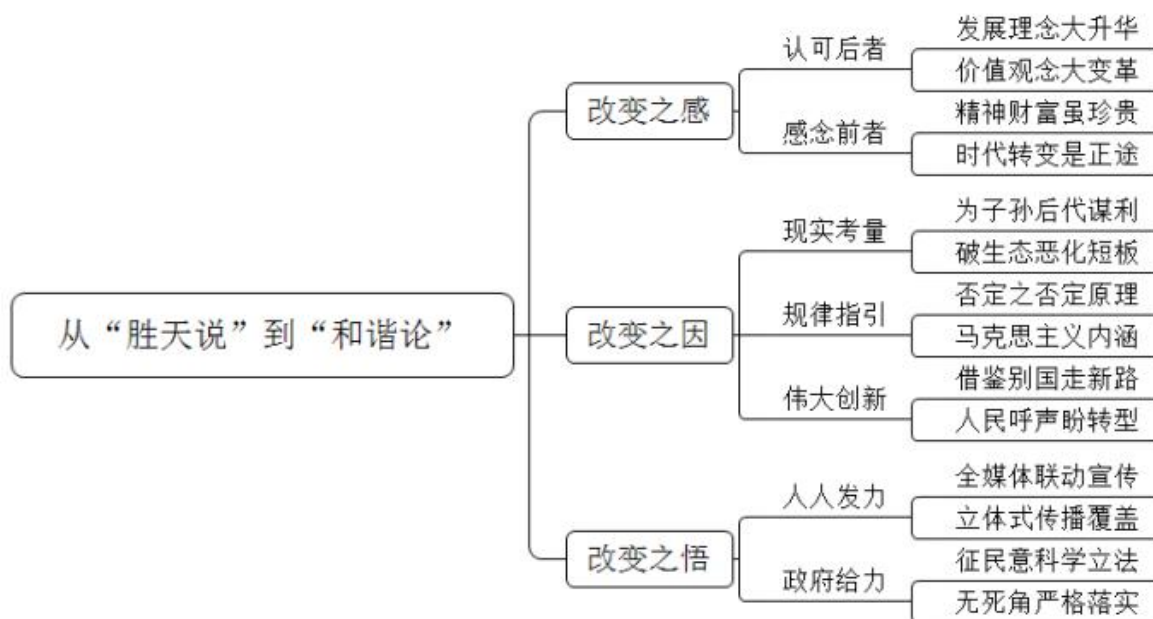 从“胜天说”到“和谐论”
改变之感
认可后者
发展理念大升华
价值观念大变革
感念前者
精神财富虽珍贵
时代转变是正途
改变之因
现实考量
为子孙后代谋利
破生态恶化短板
规律指引
否定之否定原理
马克思主义内涵
伟大创新
借鉴别国走新路
人民呼声盼转型
改变之悟
人人发力
全媒体联动宣传
立体式传播覆盖
政府给力
征民意科学立法
无死角严格落实